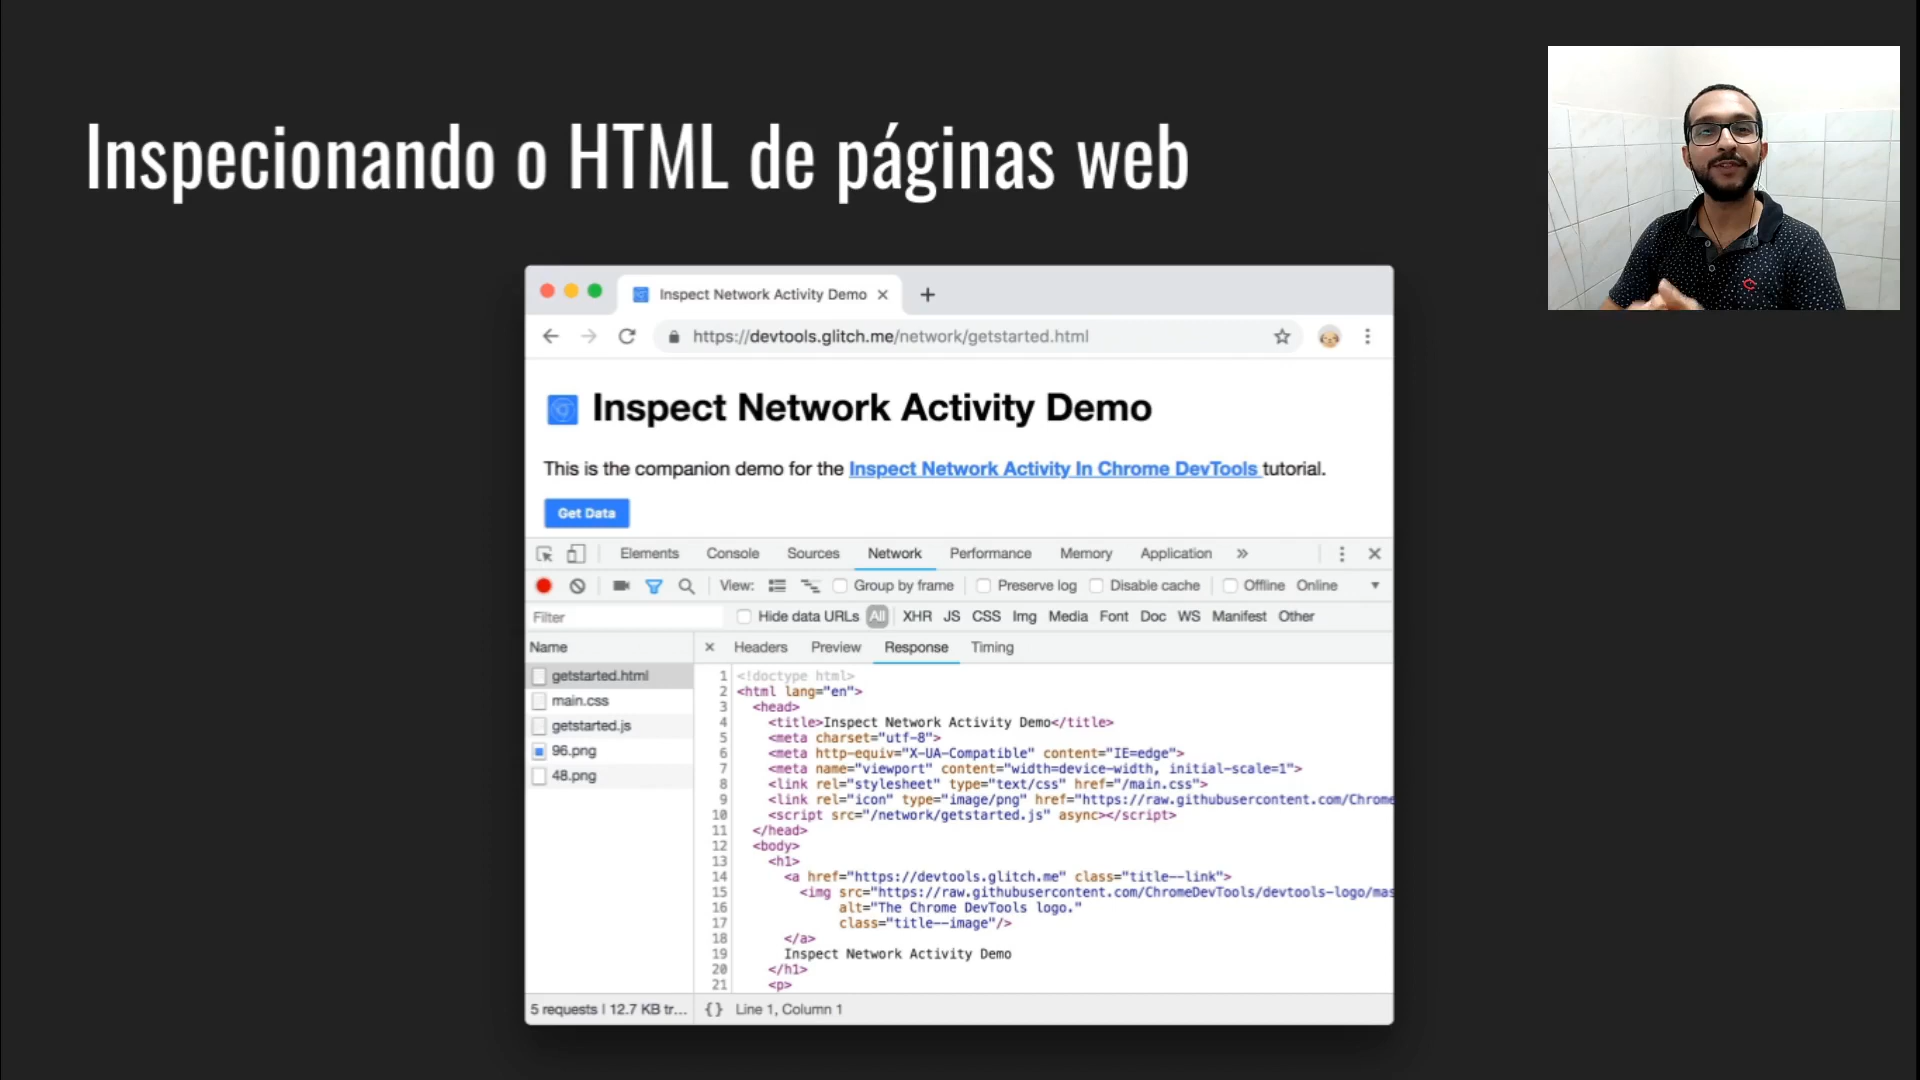 Inspecionando o HTML de páginas web
Inspect Network Activity Demo
https://devtools.glitch.me/network/getstarted.html
Inspect Network Activity Demo
This is the companion demo for the Inspect Network Activity In Chrome DevTools tutorial.
Get Data
Elements Console Sources Network Performance Memory Application »
View: Group by frame Preserve log Disable cache Offline Online
Filter Hide data URLs All XHR JS CSS Img Media Font Doc WS Manifest Other
Name Headers Preview Response Timing
getstarted.html
main.css
getstarted.js
96.png
48.png
1 <!doctype html>
2 <html lang="en">
3 <head>
4 <title>Inspect Network Activity Demo</title>
5 <meta charset="utf-8">
6 <meta http-equiv="X-UA-Compatible" content="IE=edge">
7 <meta name="viewport" content="width=device-width, initial-scale=1">
8 <link rel="stylesheet" type="text/css" href="/main.css">
9 <link rel="icon" type="image/png" href="https://raw.githubusercontent.com/Chrome
10 <script src="/network/getstarted.js" async></script>
11 </head>
12 <body>
13 <h1>
14 <a href="https://devtools.glitch.me" class="title--link">
15 <img src="https://raw.githubusercontent.com/ChromeDevTools/devtools-logo/mas
16 alt="The Chrome DevTools logo."
17 class="title--image"/>
18 </a>
19 Inspect Network Activity Demo
20 </h1>
21 <p>
5 requests | 12.7 KB tr... {} Line 1, Column 1